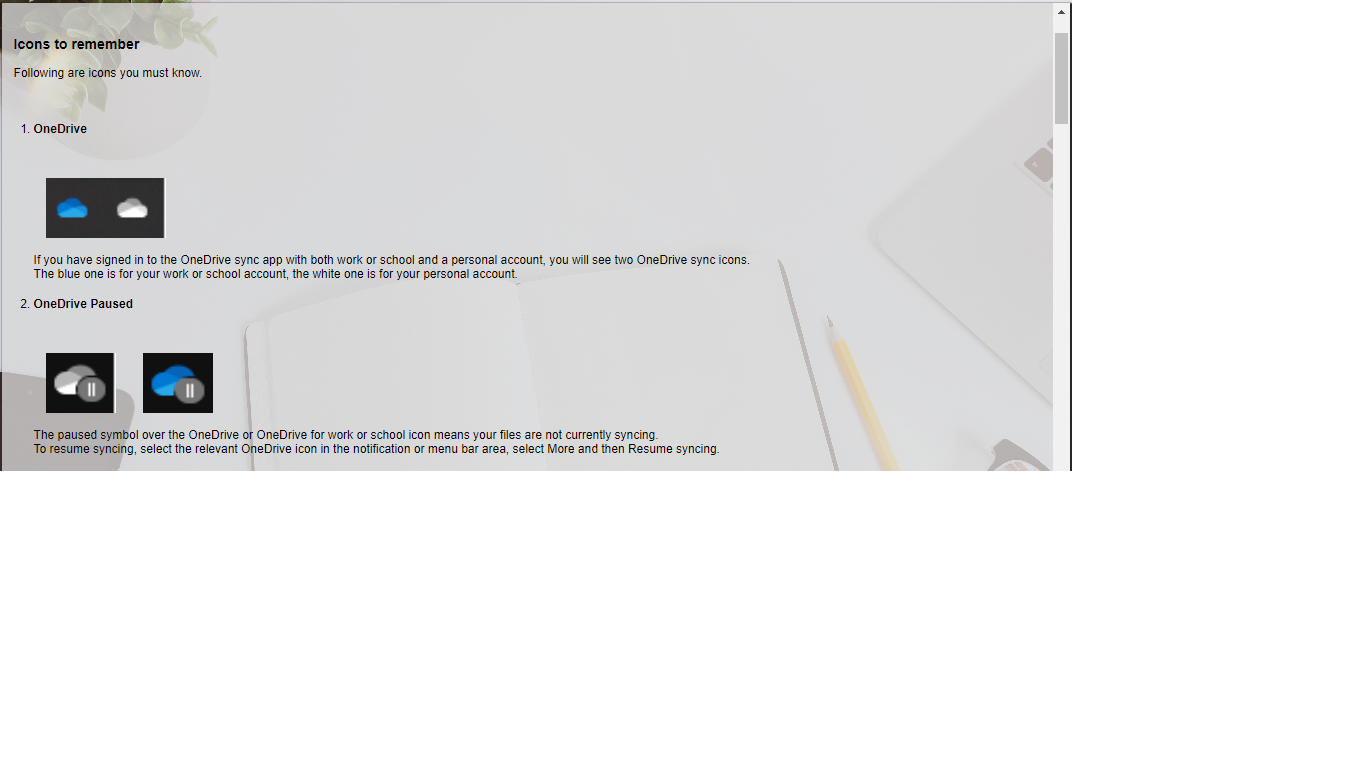 Icons to remember
Following are icons you must know.
1. OneDrive
If you have signed in to the OneDrive sync app with both work or school and a personal account, you will see two OneDrive sync icons.
The blue one is for your work or school account, the white one is for your personal account.
2. OneDrive Paused
The paused symbol over the OneDrive or OneDrive for work or school icon means your files are not currently syncing.
To resume syncing, select the relevant OneDrive icon in the notification or menu bar area, select More and then Resume syncing.